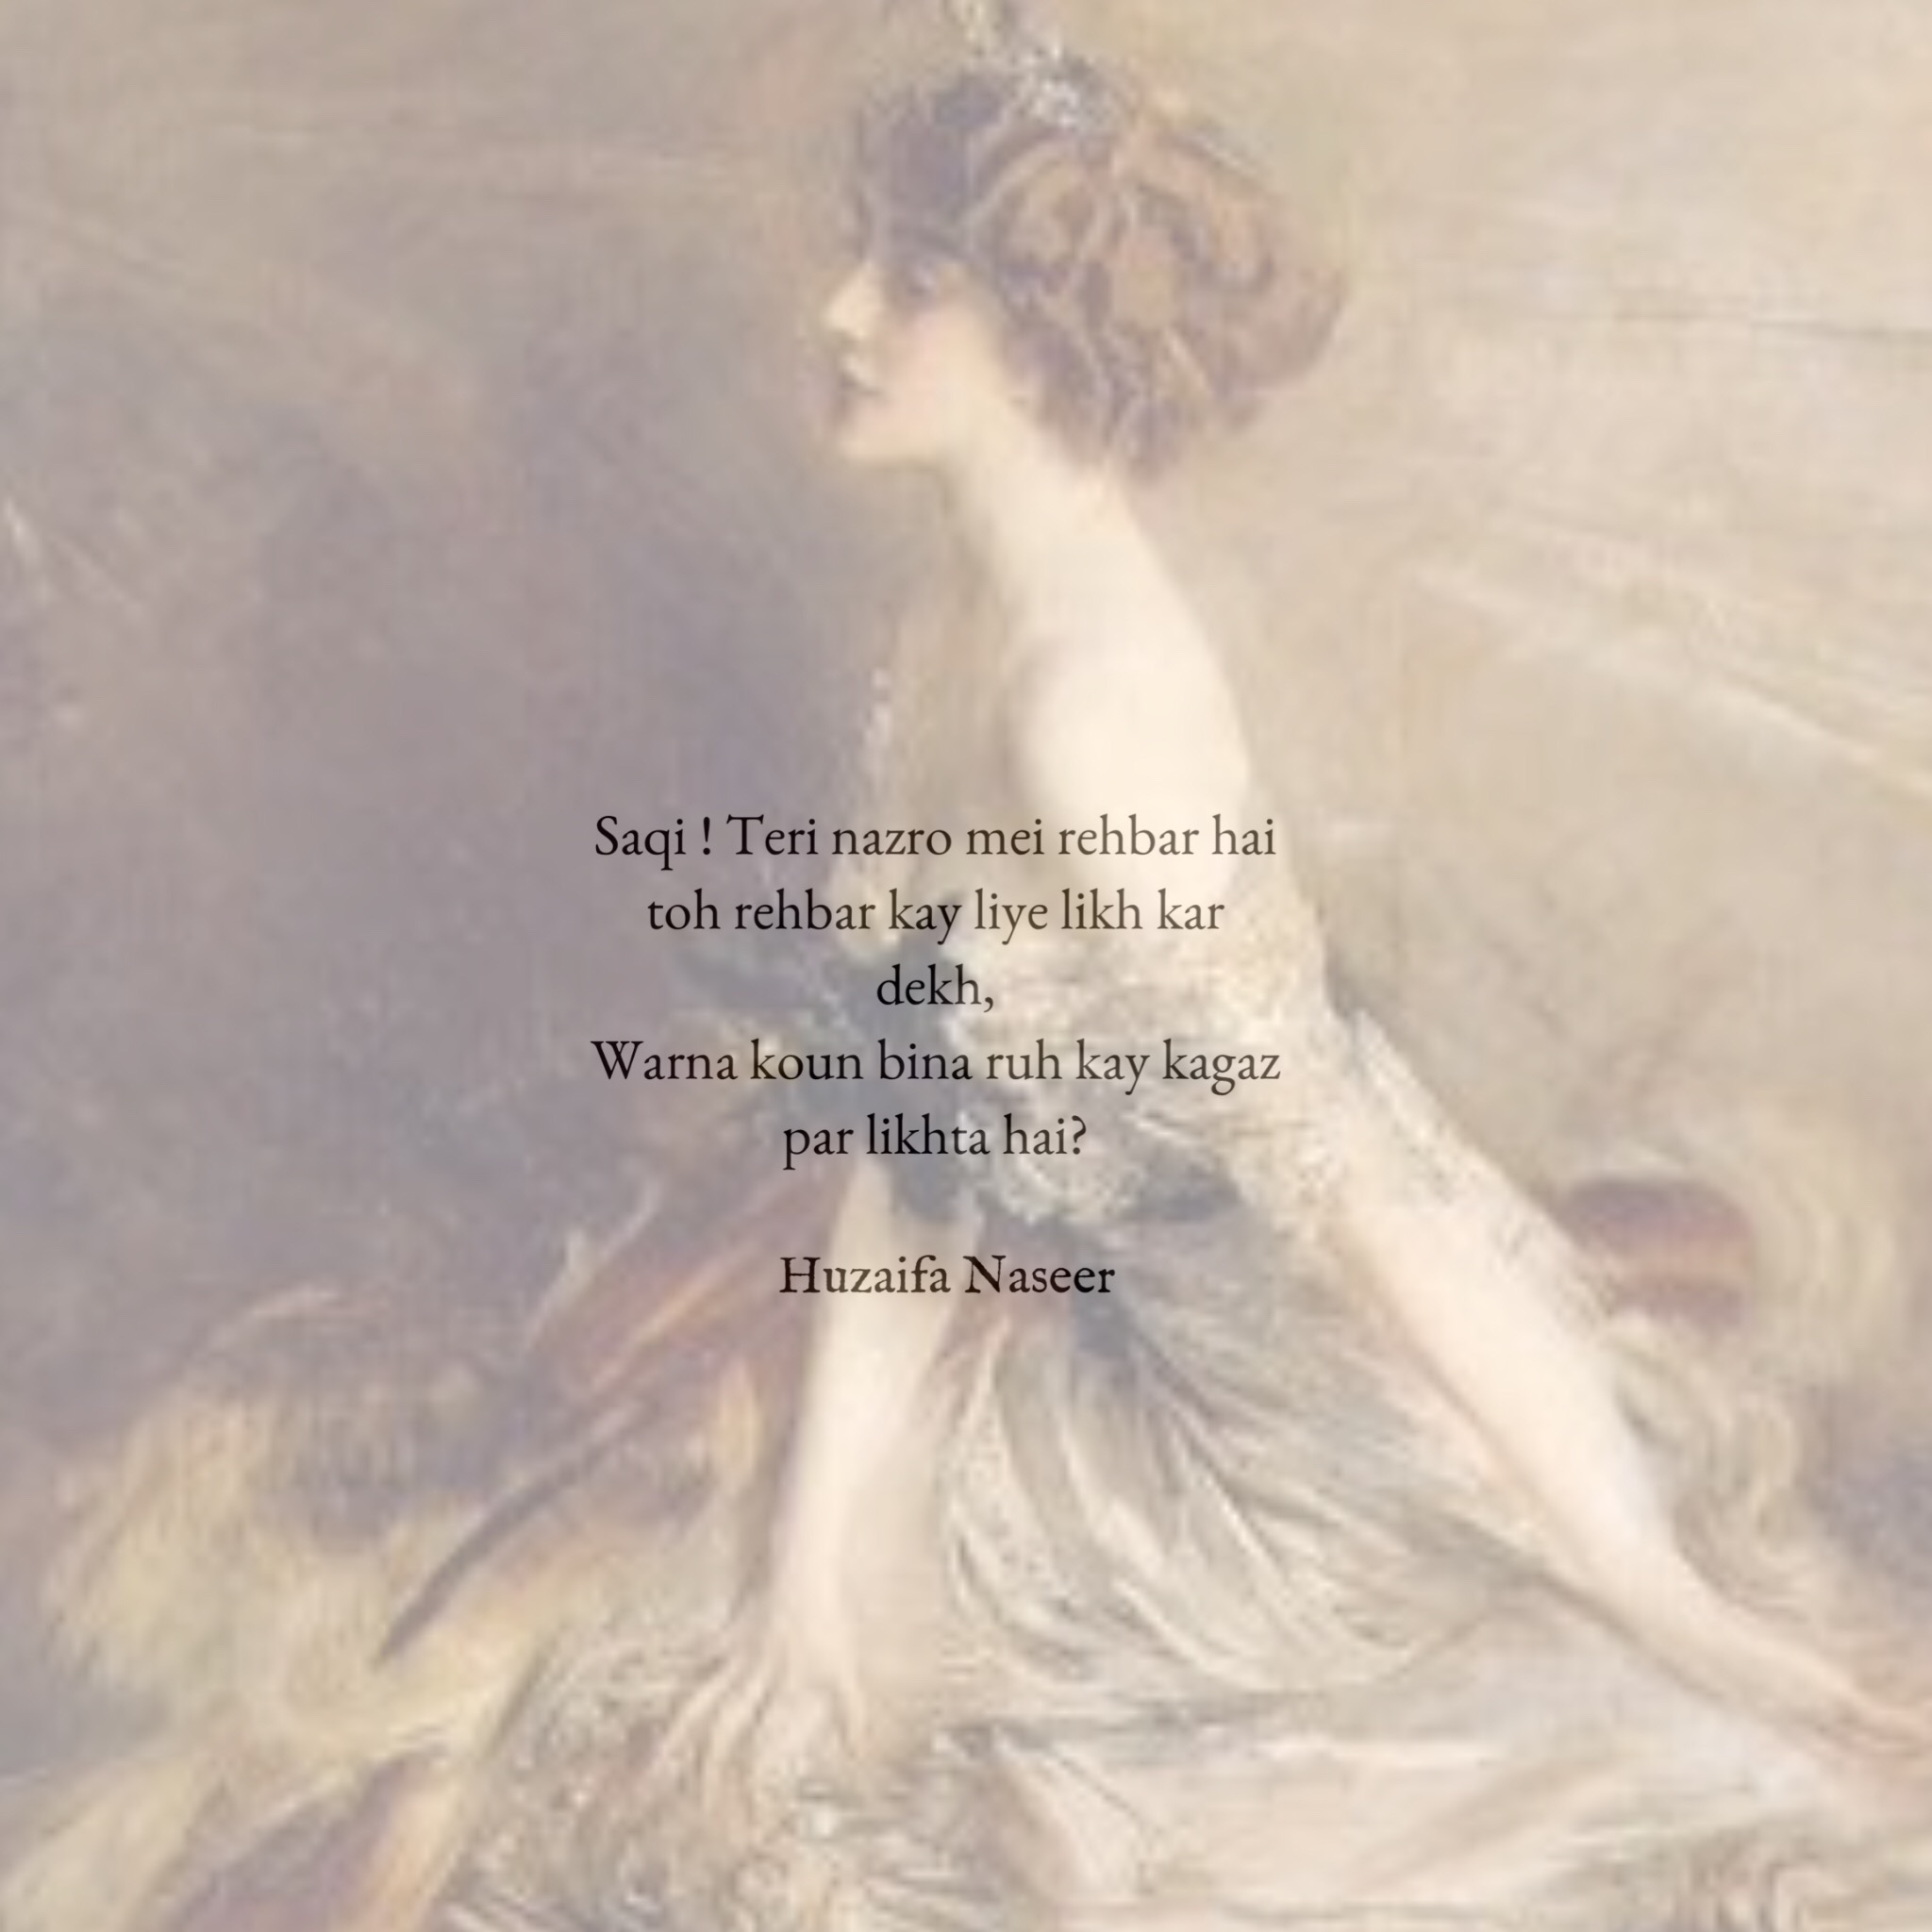 Saqi ! Teri nazro mei rehbar hai
toh rehbar kay liye likh kar
dekh,
Warna koun bina ruh kay kagaz
par likhta hai?
Huzaifa Naseer